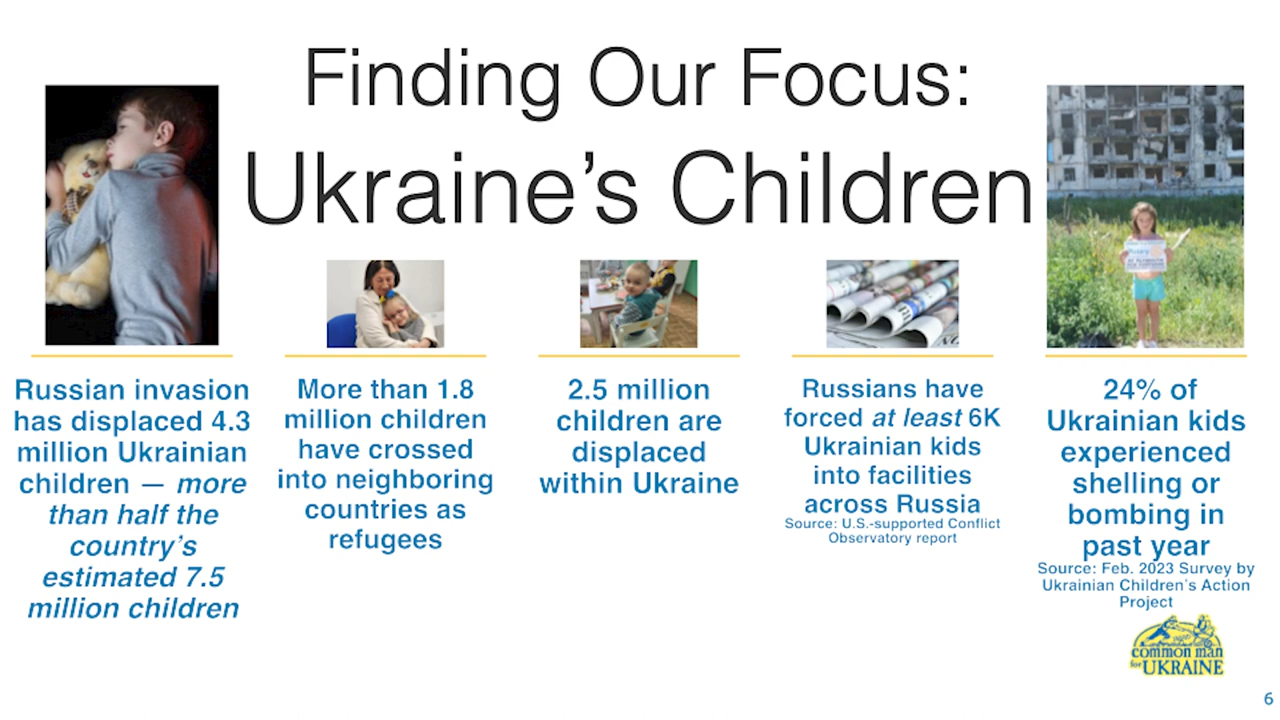 Finding Our Focus:
Ukraine’s Children
Russian invasion
has displaced 4.3
million Ukrainian
children — more
than half the
country’s
estimated 7.5
million children
More than 1.8
million children
have crossed
into neighboring
countries as
refugees
2.5 million
children are
displaced
within Ukraine
Russians have
forced at least 6K
Ukrainian kids
into facilities
across Russia
Source: U.S.-supported Conflict
Observatory report
24% of
Ukrainian kids
experienced
shelling or
bombing in
past year
Source: Feb. 2023 Survey by
Ukrainian Children’s Action
Project
common man
for UKRAINE
6